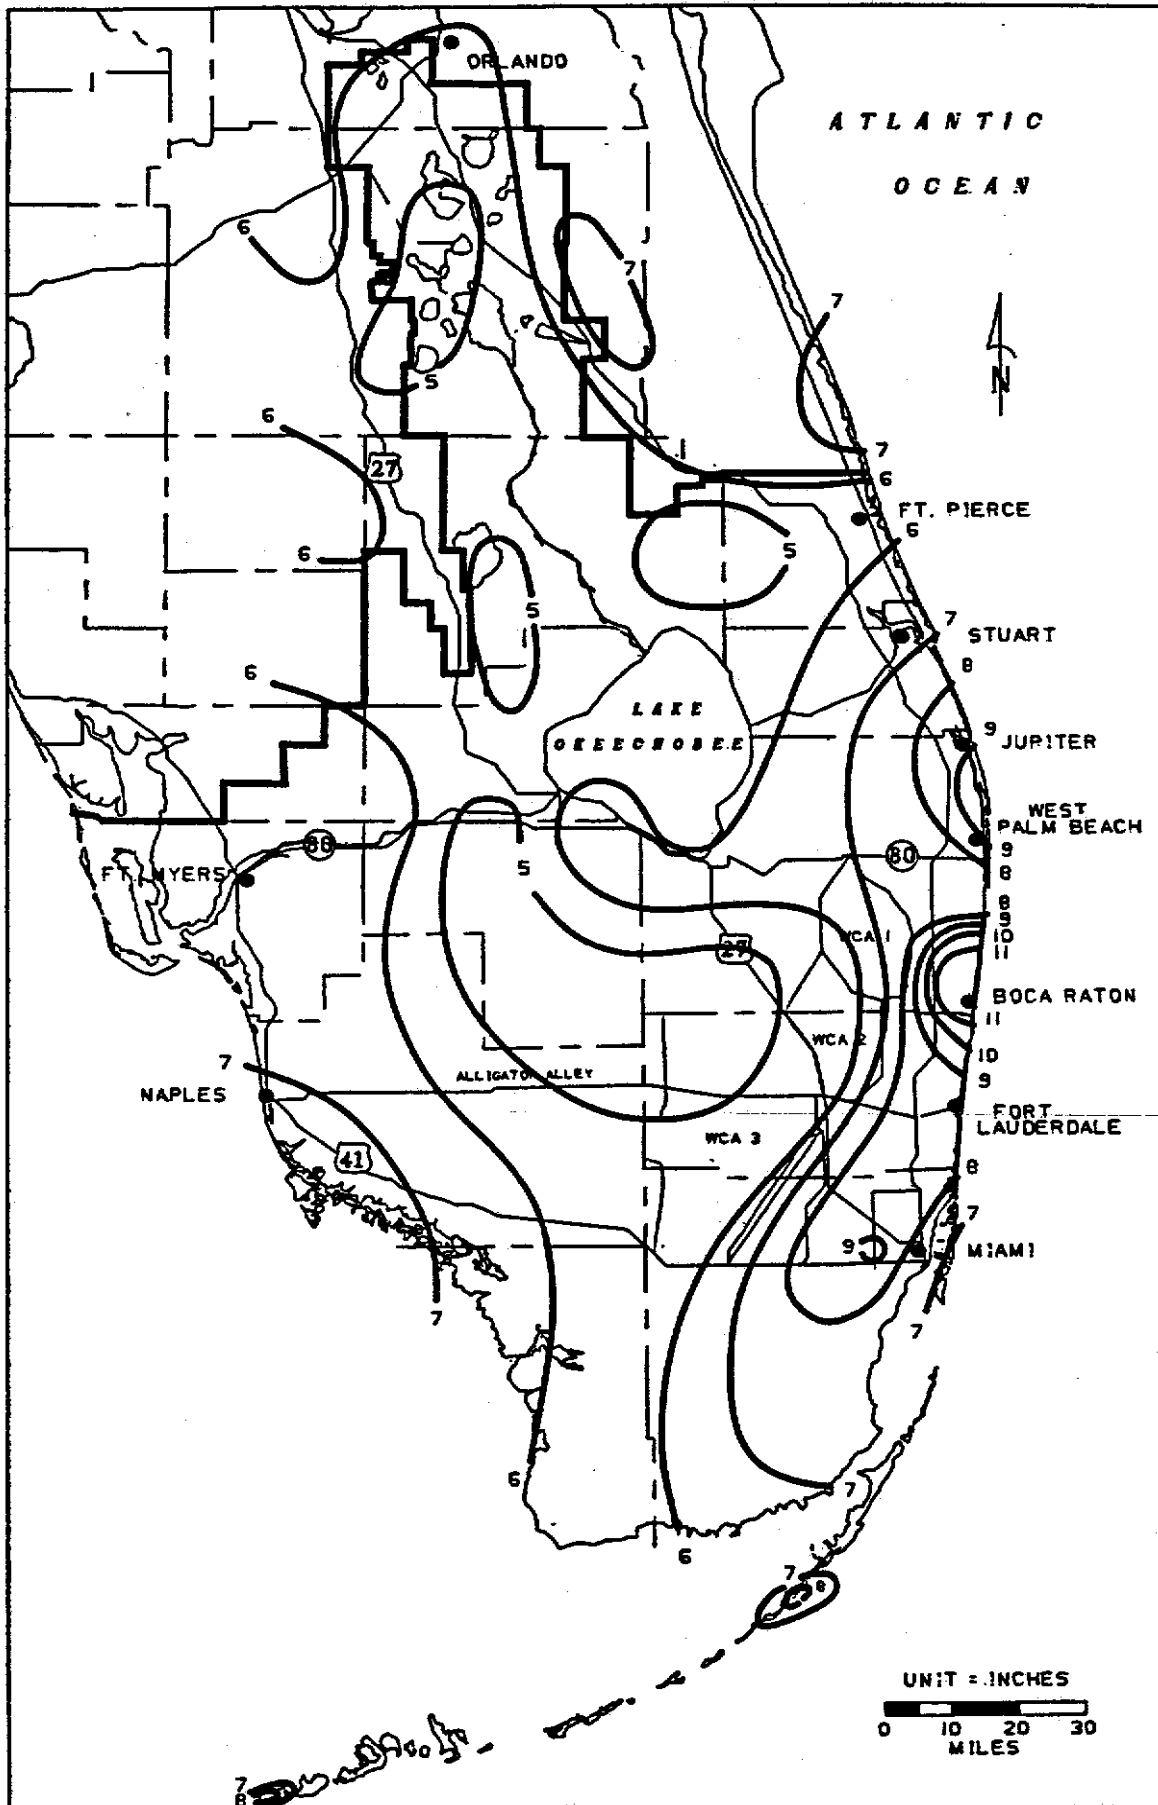 ORLANDO
ATLANTIC
OCEAN
6
7
7
5
6
27
7
6
FT. PIERCE
6
5
6
5
7
STUART
6
8
LAKE
OKEECHOBEE
9
JUPITER
WEST
PALM BEACH
80
9
80
8
FT. MYERS
5
8
9
WCA 1
10
27
11
BOCA RATON
11
WCA 2
10
7
ALLIGATOR ALLEY
9
NAPLES
FORT
LAUDERDALE
WCA 3
41
8
7
9
MIAMI
7
7
6
7
6
7
8
UNIT = INCHES
0 10 20 30
MILES
7
8